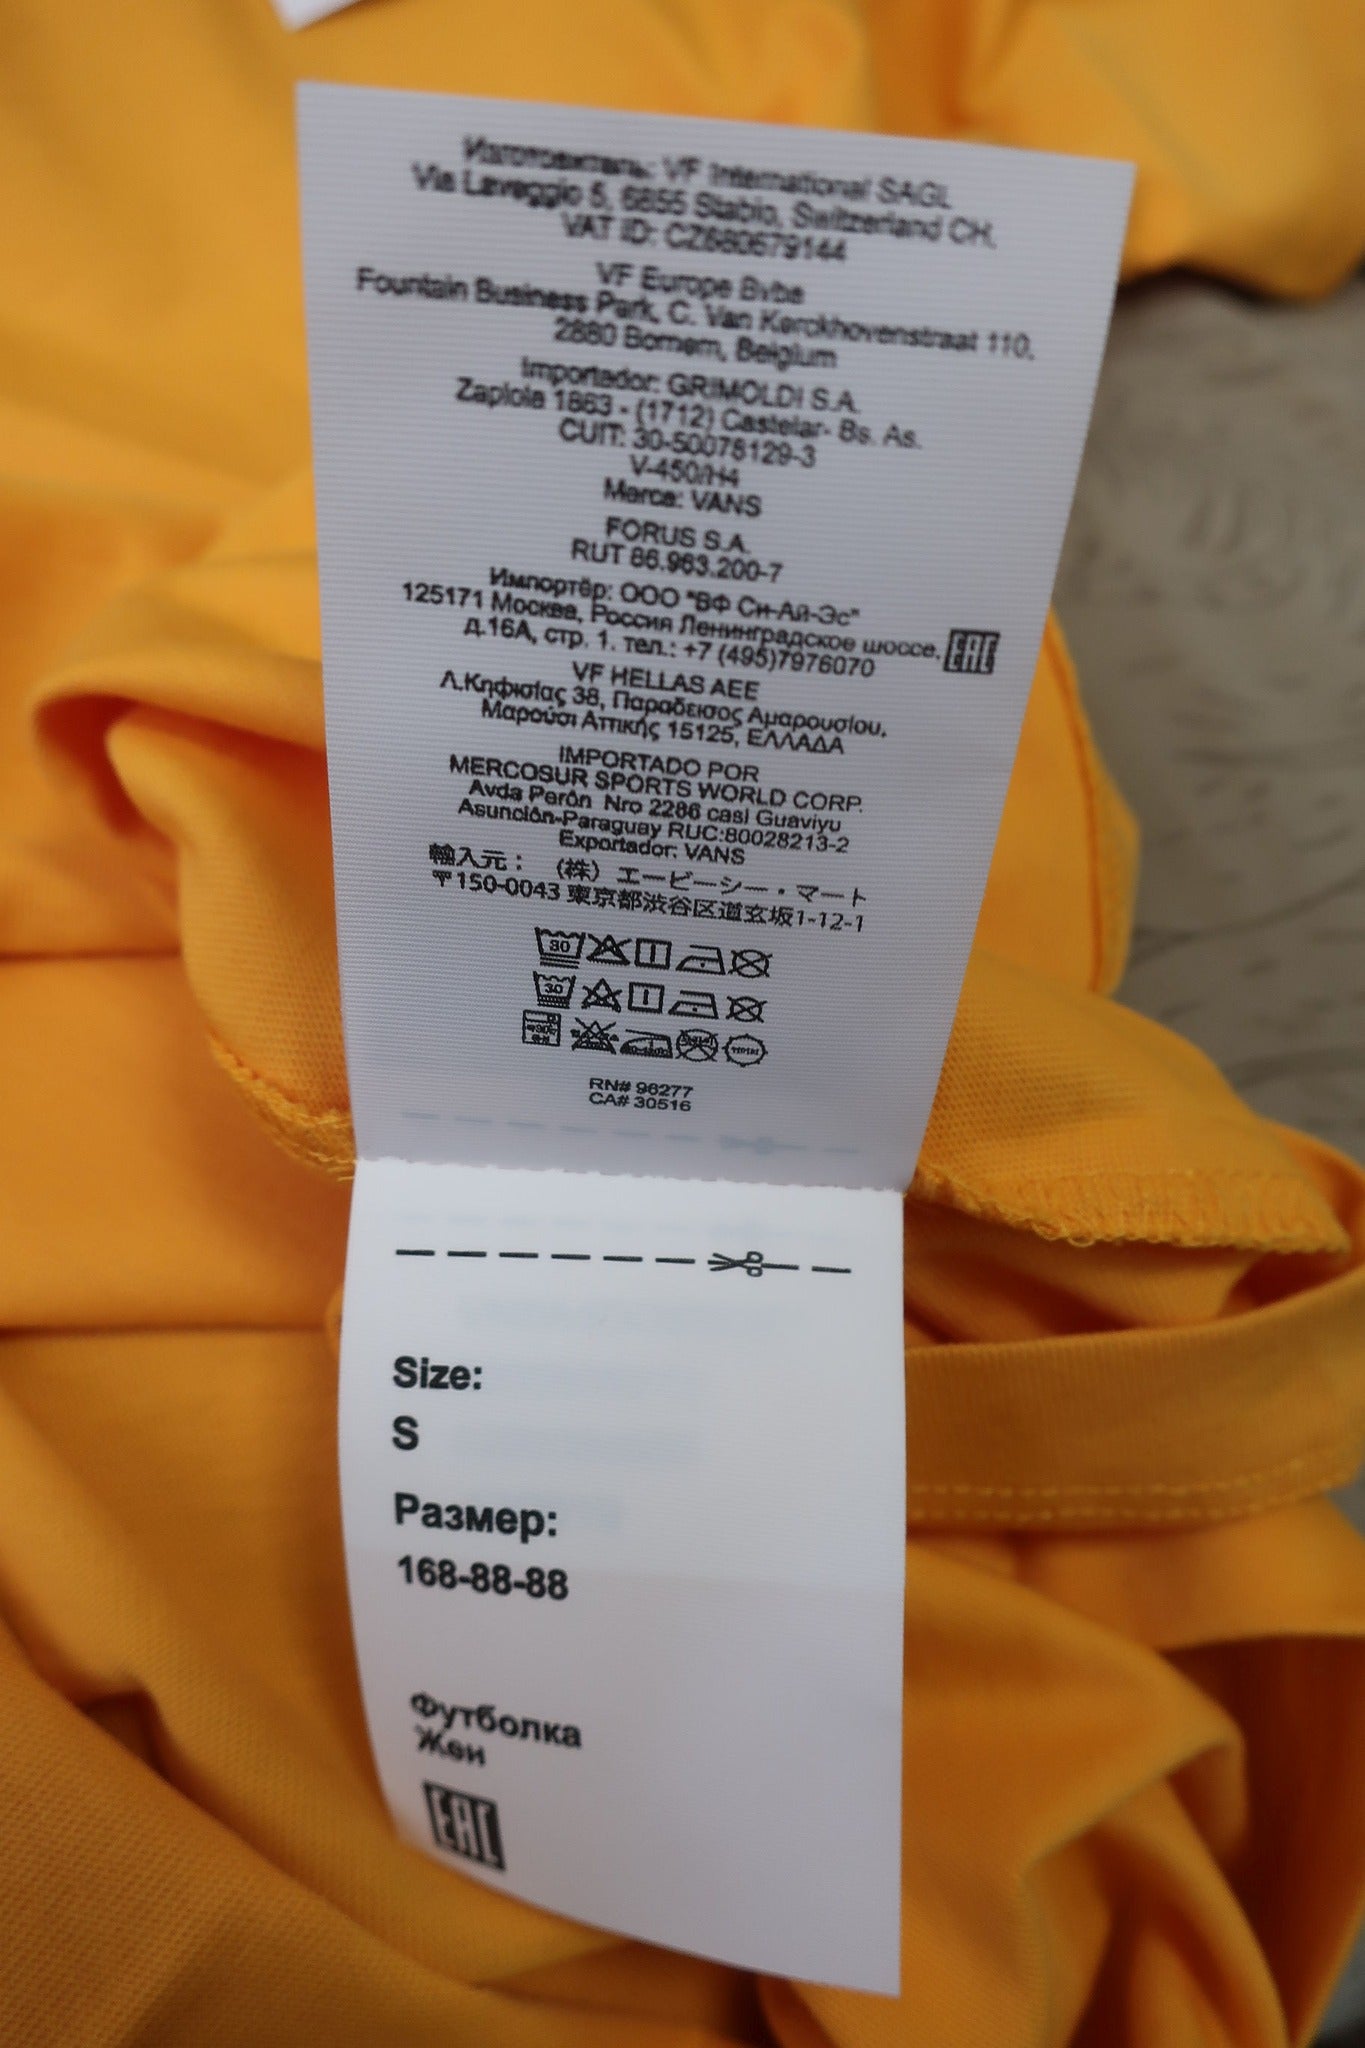 Изготовитель: VF International SAGL
Via Laveggio 5, 6855 Stabio, Switzerland CH.
VAT ID: CZ680679144
VF Europe Bvba
Fountain Business Park, C. Van Kerckhovenstraat 110,
2880 Bornem, Belgium
Importador: GRIMOLDI S.A.
Zapiola 1863 - (1712) Castelar- Bs. As.
CUIT: 30-50078129-3
V-450/H4
Marca: VANS
FORUS S.A.
RUT 86.963.200-7
Импортёр: ООО "ВФ Си-Ай-Эс"
125171 Москва, Россия Ленинградское шоссе,
д.16А, стр. 1. тел.: +7 (495)7976070
EAC
VF HELLAS AEE
Λ.Κηφισίας 38, Παραδεισος Αμαρουσίου,
Μαρούσι Αττικής 15125, ΕΛΛΑΔΑ
IMPORTADO POR
MERCOSUR SPORTS WORLD CORP.
Avda Perón Nro 2286 casi Guaviyu
Asunción-Paraguay RUC:80028213-2
Exportador: VANS
輸入元： （株）エービーシー・マート
〒150-0043 東京都渋谷区道玄坂1-12-1
30
30
RN# 96277
CA# 30516
Size:
S
Размер:
168-88-88
Футболка
Жен
EAC